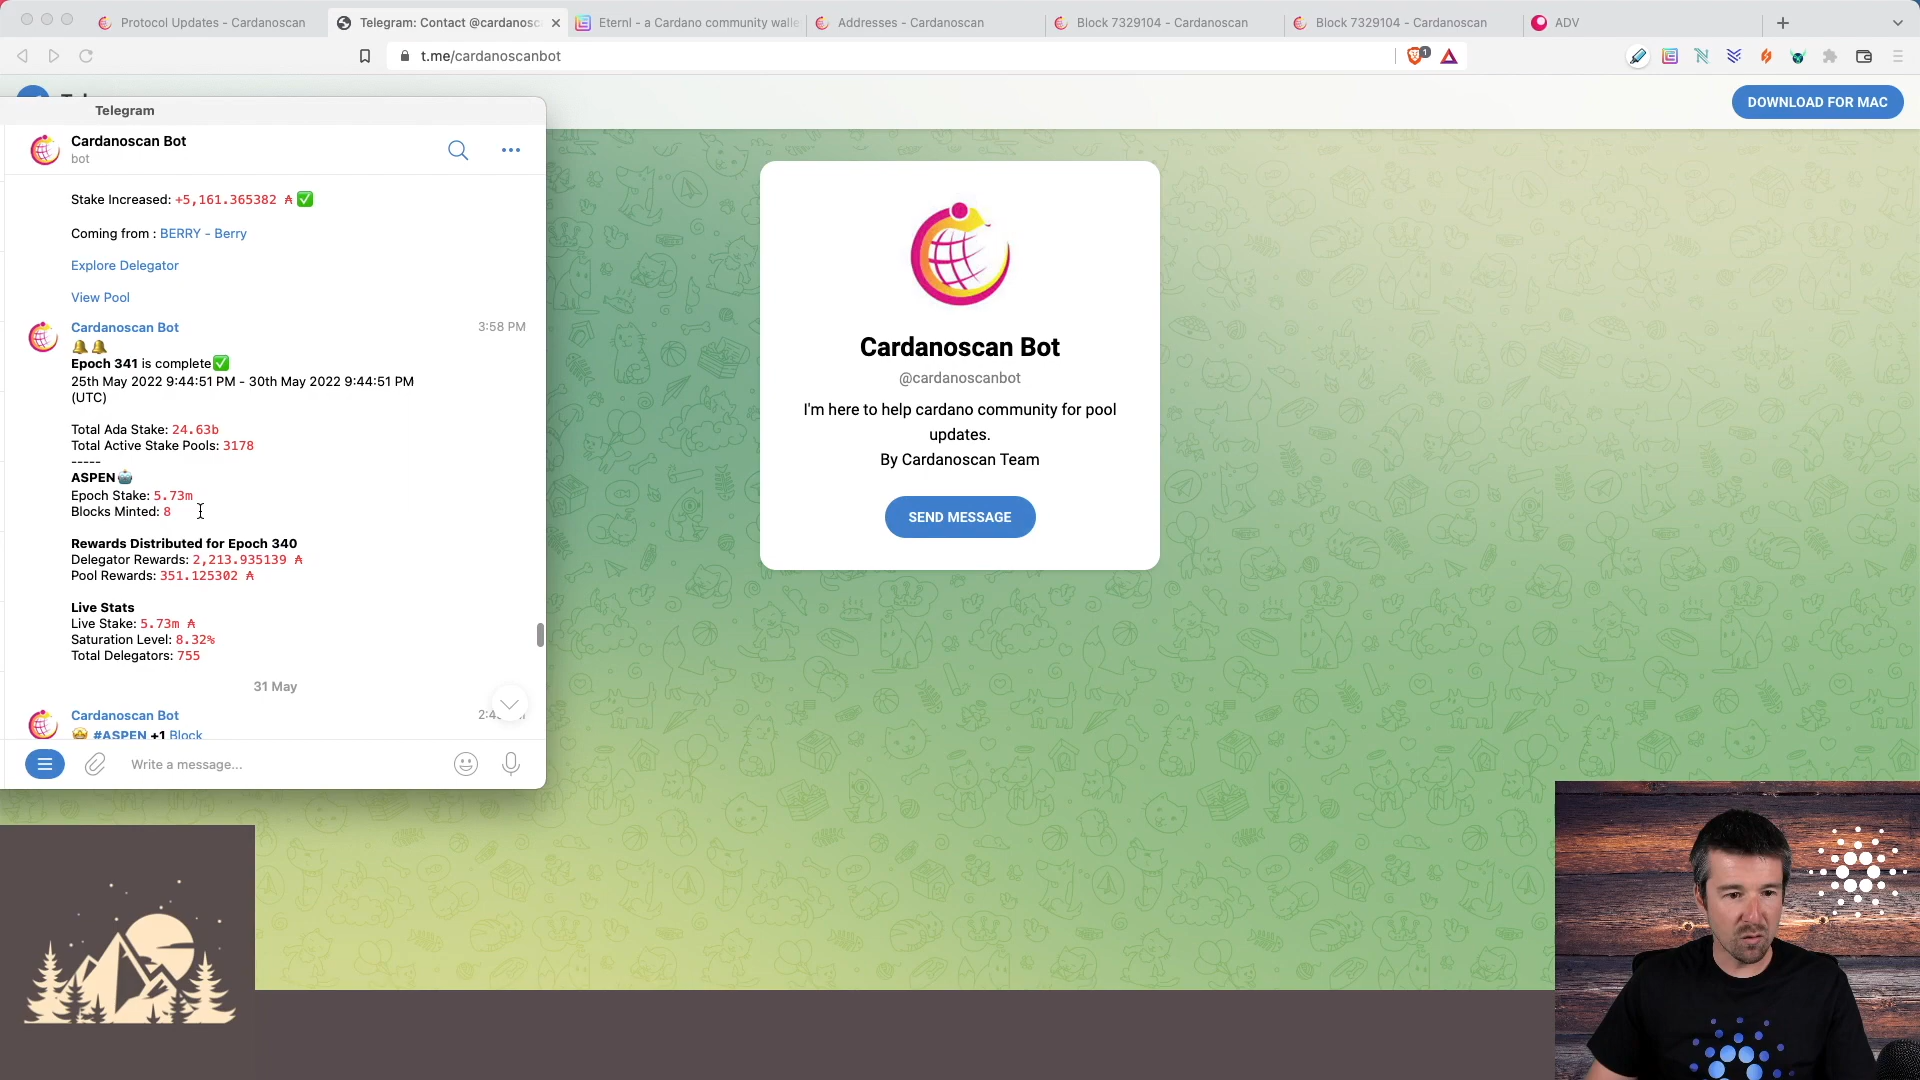 Protocol Updates - Cardanoscan
Telegram: Contact @cardanosc
Eternl - a Cardano community walle
Addresses - Cardanoscan
Block 7329104 - Cardanoscan
Block 7329104 - Cardanoscan
ADV
t.me/cardanoscanbot
1
DOWNLOAD FOR MAC
Telegram
Cardanoscan Bot
bot
Stake Increased: +5,161.365382 ₳ ✅
Coming from : BERRY - Berry
Explore Delegator
View Pool
Cardanoscan Bot
3:58 PM
🔔🔔
Epoch 341 is complete✅
25th May 2022 9:44:51 PM - 30th May 2022 9:44:51 PM
(UTC)
Total Ada Stake: 24.63b
Total Active Stake Pools: 3178
-----
ASPEN🤖
Epoch Stake: 5.73m
Blocks Minted: 8
Rewards Distributed for Epoch 340
Delegator Rewards: 2,213.935139 ₳
Pool Rewards: 351.125302 ₳
Live Stats
Live Stake: 5.73m ₳
Saturation Level: 8.32%
Total Delegators: 755
31 May
Cardanoscan Bot
🤩 #ASPEN +1 Block
Write a message...
Cardanoscan Bot
@cardanoscanbot
I'm here to help cardano community for pool
updates.
By Cardanoscan Team
SEND MESSAGE